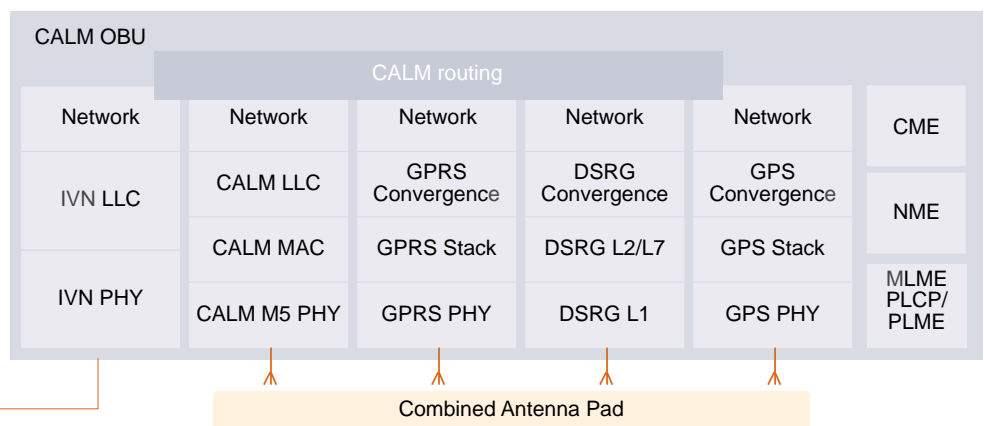 CALM OBU
CALM routing
Network
Network
Network
Network
Network
CME
IVN LLC
CALM LLC
GPRS
Convergence
DSRG
Convergence
GPS
Convergence
NME
CALM MAC
GPRS Stack
DSRG L2/L7
GPS Stack
IVN PHY
CALM M5 PHY
GPRS PHY
DSRG L1
GPS PHY
MLME
PLCP/
PLME
Combined Antenna Pad